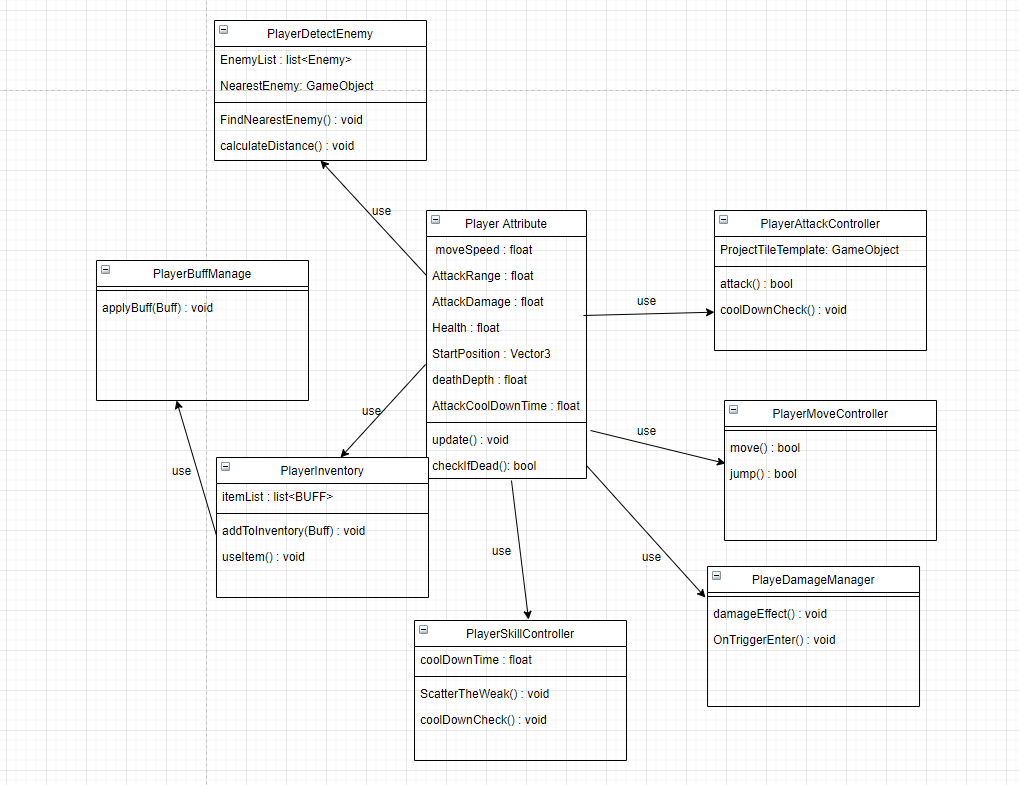 PlayerDetectEnemy
EnemyList : list<Enemy>
NearestEnemy: GameObject
FindNearestEnemy() : void
calculateDistance() : void
use
Player Attribute
moveSpeed : float
AttackRange : float
AttackDamage : float
Health : float
StartPosition : Vector3
deathDepth : float
AttackCoolDownTime : float
update() : void
checkIfDead(): bool
use
PlayerAttackController
ProjectTileTemplate: GameObject
attack() : bool
coolDownCheck() : void
PlayerBuffManage
applyBuff(Buff) : void
use
use
PlayerInventory
itemList : list<BUFF>
addToInventory(Buff) : void
useItem() : void
use
PlayerMoveController
move() : bool
jump() : bool
use
PlayeDamageManager
damageEffect() : void
OnTriggerEnter() : void
use
PlayerSkillController
coolDownTime : float
ScatterTheWeak() : void
coolDownCheck() : void